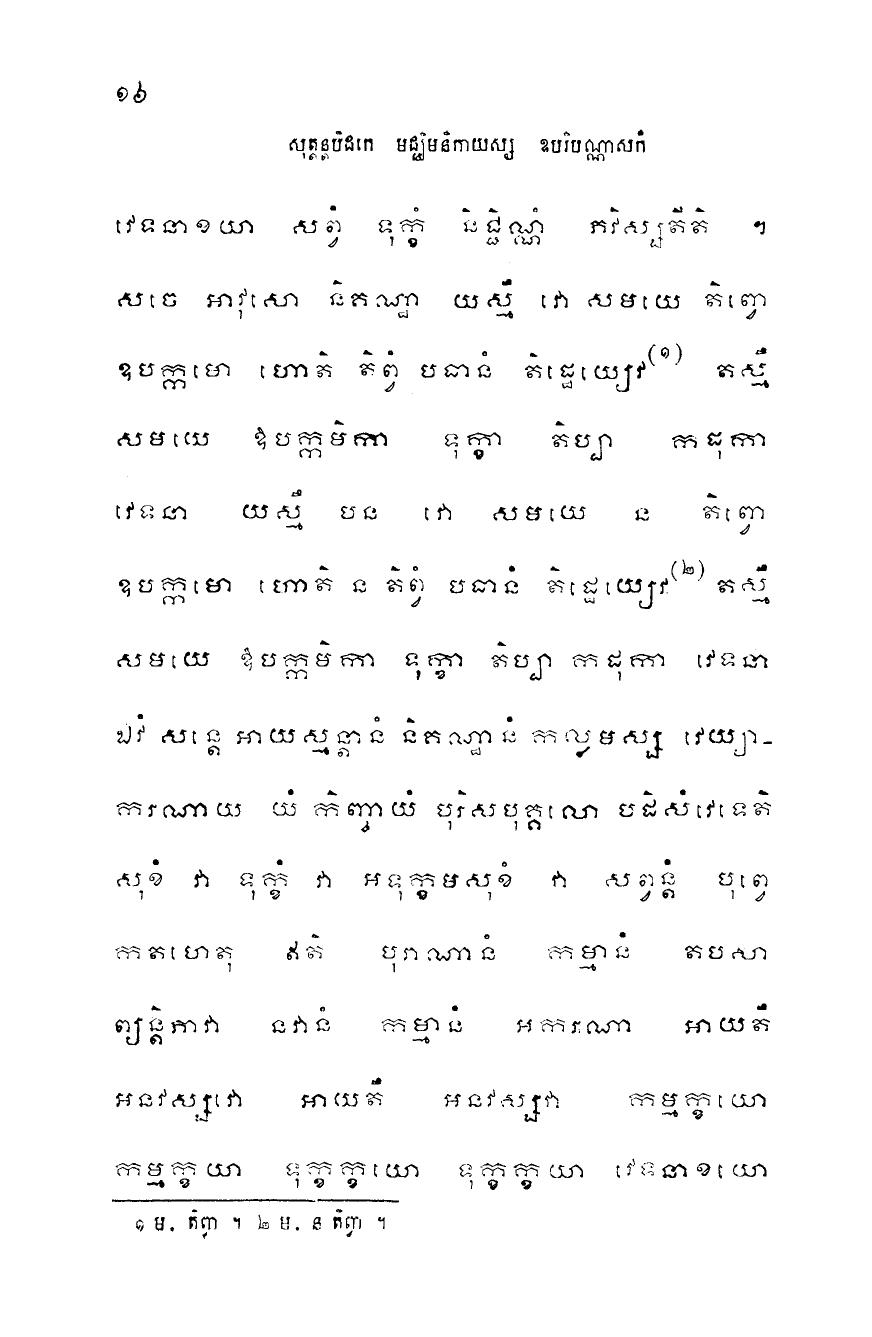 ១៦
សុត្តន្តបិដកេ មជ្ឈិមនិកាយស្ស ឧបរិបណ្ណាសកំ
វេទនាខយា សព្វំ ទុក្ខំ និជ្ជិណ្ណំ ភវិស្សតីតិ ។
សចេ អាវុសោ និគណ្ឋា យស្មឹ វោ សមយេ តិព្វោ
ឧបក្កមោ ហោតិ តិព្វំ បធានំ តិដ្ឋេយ្យេវ(១) តស្មឹ
សមយេ ឱបក្កមិកា ទុក្ខា តិប្បា កដុកា
វេទនា យស្មឹ បន វោ សមយេ ន តិព្វោ
ឧបក្កមោ ហោតិ ន តិព្វំ បធានំ តិដ្ឋេយ្យេវ(២) តស្មឹ
សមយេ ឱបក្កមិកា ទុក្ខា តិប្បា កដុកា វេទនា
ឯវំ សន្តេ អាយស្មន្តានំ និគណ្ឋានំ កល្លមស្ស វេយ្យា-
ករណាយ យំ កិញ្ចាយំ បុរិសបុគ្គលោ បដិសំវេទេតិ
សុខំ វា ទុក្ខំ វា អទុក្ខមសុខំ វា សព្វន្តំ បុព្វេ
កតហេតុ ឥតិ បុរាណានំ កម្មានំ តបសា
ព្យន្តិភាវា នវានំ កម្មានំ អករណា អាយតឹ
អនវស្សវោ អាយតឹ អនវស្សវា កម្មក្ខយោ
កម្មក្ខយា ទុក្ខក្ខយោ ទុក្ខក្ខយា វេទនាខយោ
១ ម. តិព្វា ។ ២ ម. ន តិព្វា ។